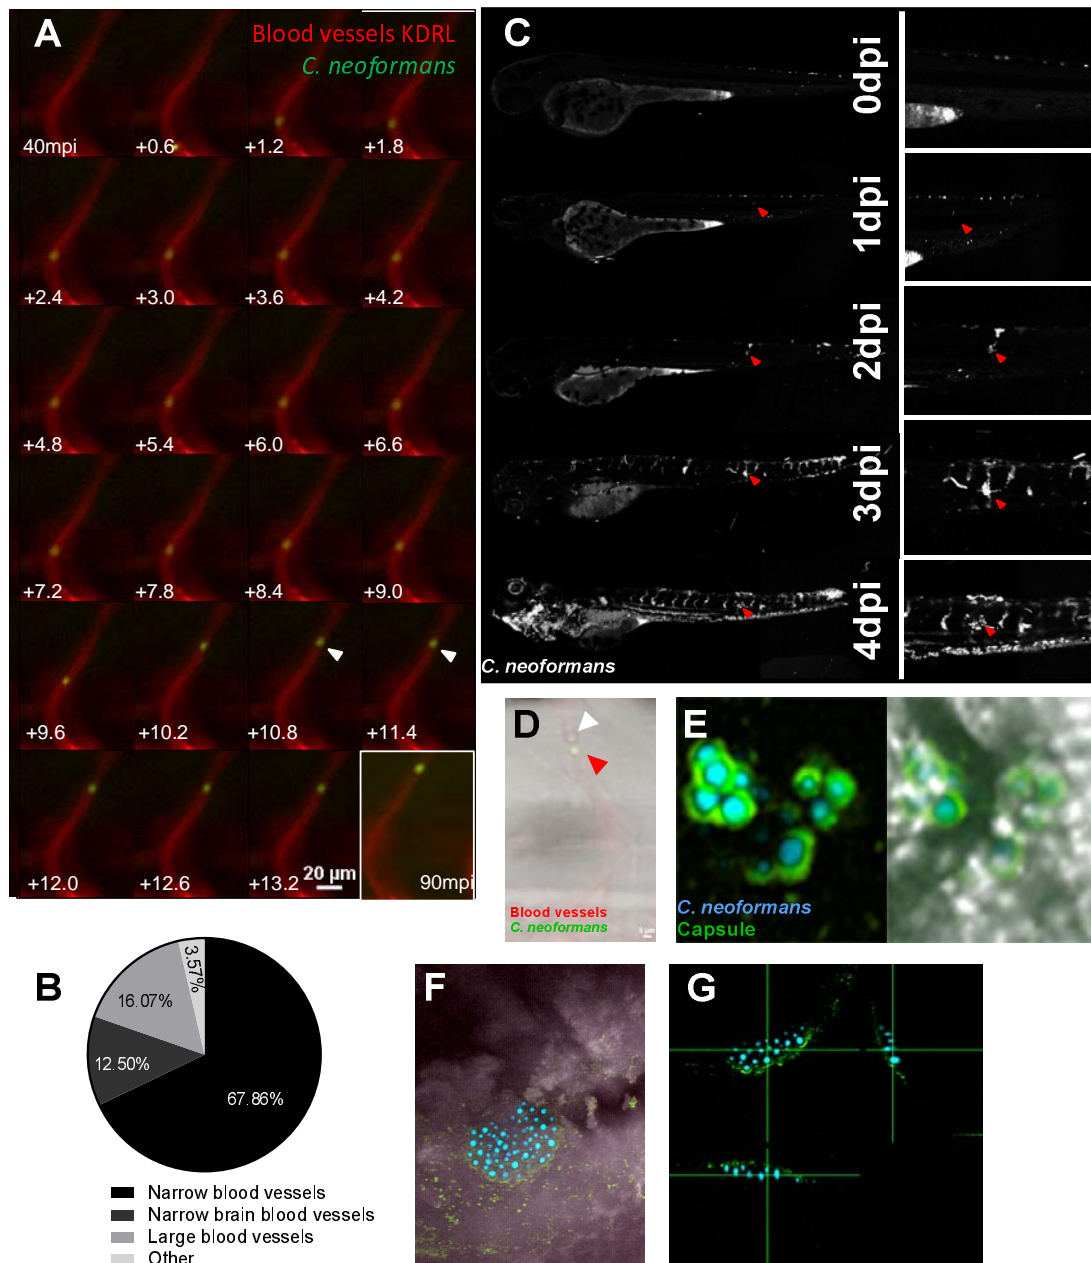 A
Blood vessels KDRL
C. neoformans
40mpi
+0.6
+1.2
+1.8
+2.4
+3.0
+3.6
+4.2
+4.8
+5.4
+6.0
+6.6
+7.2
+7.8
+8.4
+9.0
+9.6
+10.2
+10.8
+11.4
+12.0
+12.6
+13.2
20 µm
90mpi
B
3.57%
16.07%
12.50%
67.86%
Narrow blood vessels
Narrow brain blood vessels
Large blood vessels
Other
C
0dpi
1dpi
2dpi
3dpi
4dpi
C. neoformans
D
Blood vessels
C. neoformans
E
C. neoformans
Capsule
F
G